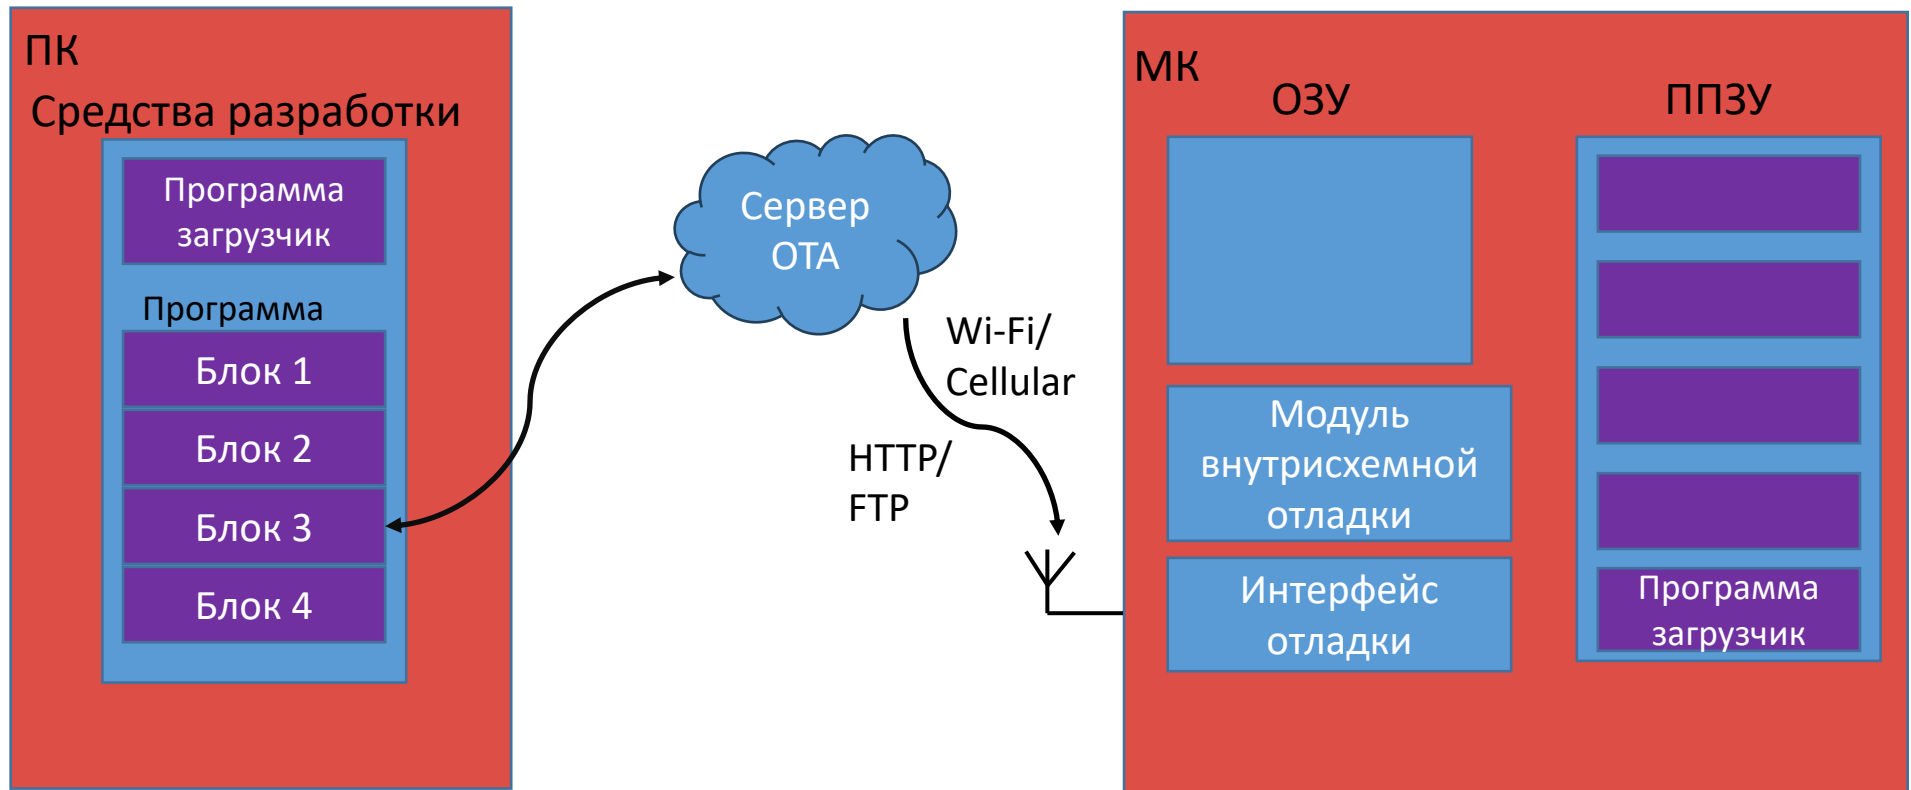 ПК
Средства разработки
Программа
загрузчик
Программа
Блок 1
Блок 2
Блок 3
Блок 4
Сервер
OTA
Wi-Fi/
Cellular
HTTP/
FTP
МК
ОЗУ
ППЗУ
Модуль
внутрисхемной
отладки
Интерфейс
отладки
Программа
загрузчик